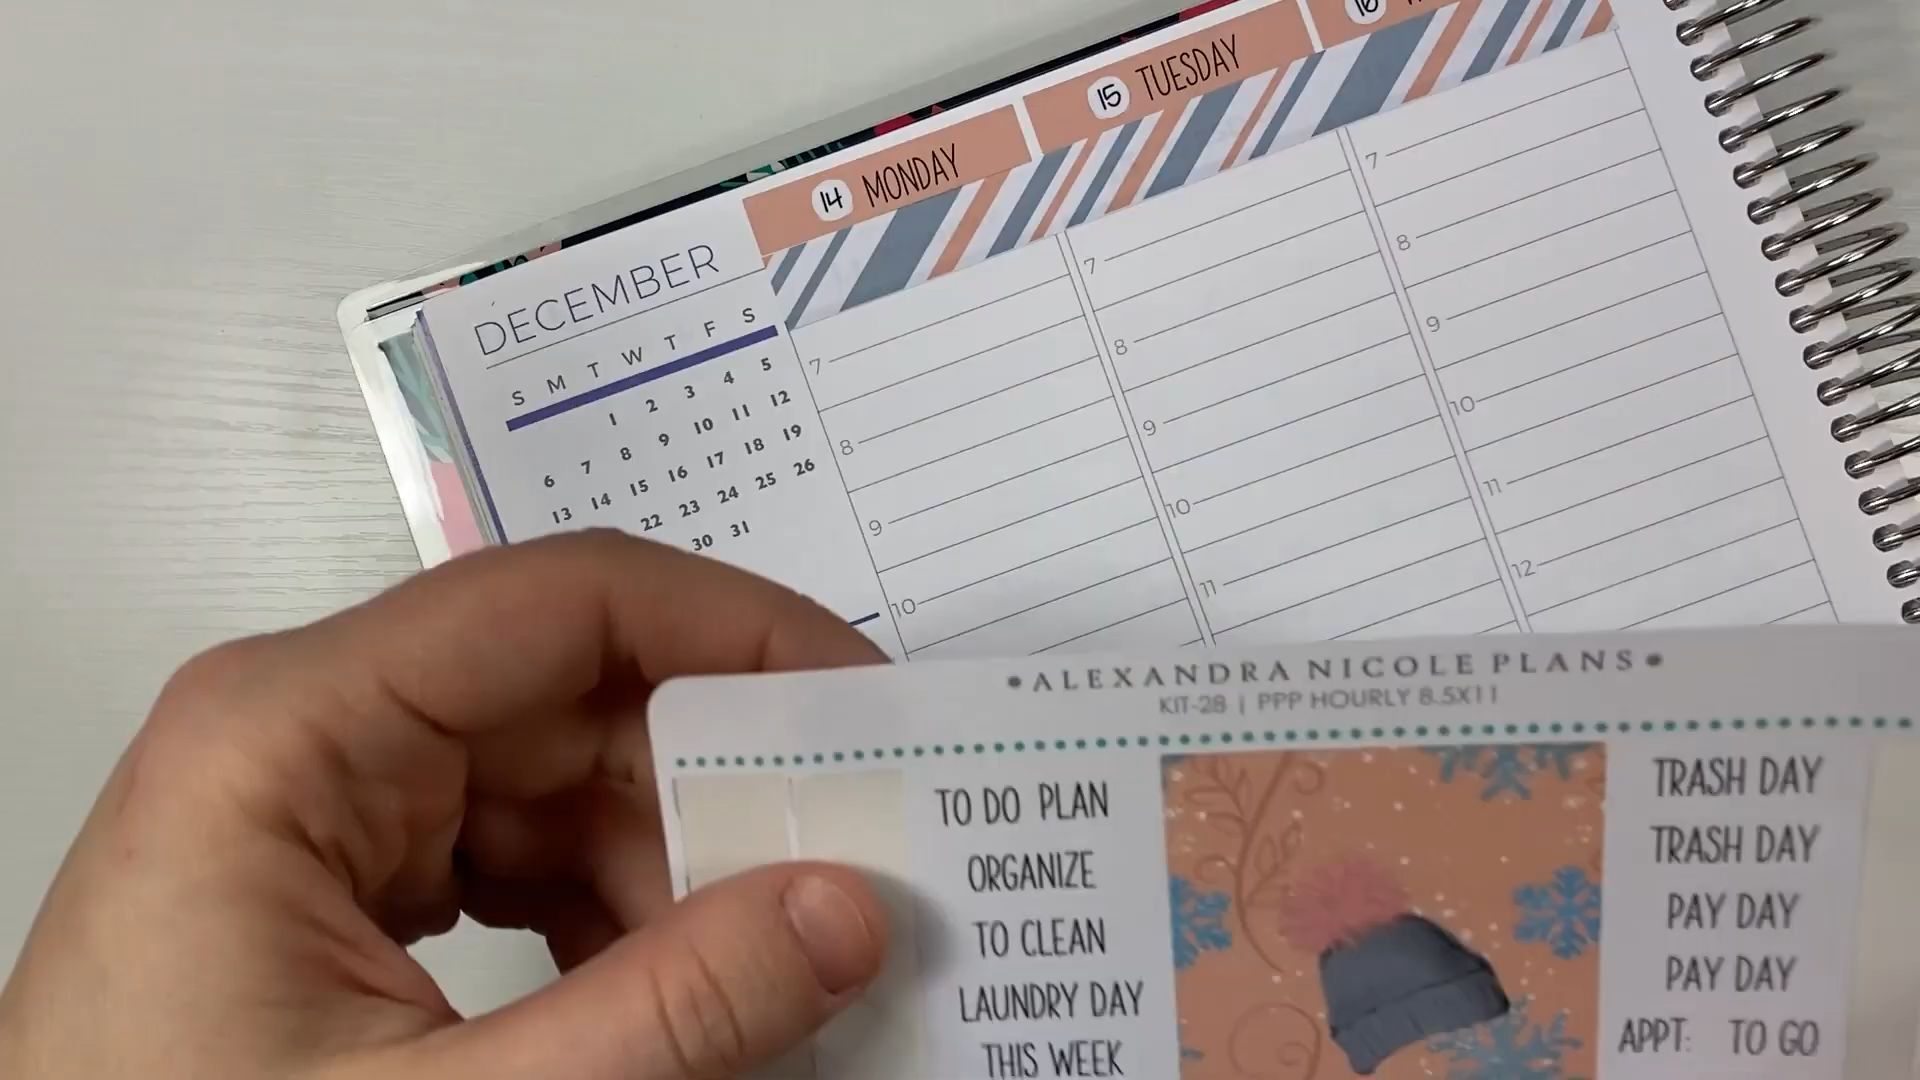 16
15 TUESDAY
14 MONDAY
DECEMBER
S M T W T F S
1 2 3 4 5
6 7 8 9 10 11 12
13 14 15 16 17 18 19
22 23 24 25 26
30 31
7
8
9
10
7
8
9
10
11
7
8
9
10
11
12
•ALEXANDRA NICOLE PLANS•
KIT-28 | PPP HOURLY 8.5X11
TO DO PLAN
ORGANIZE
TO CLEAN
LAUNDRY DAY
THIS WEEK
TRASH DAY
TRASH DAY
PAY DAY
PAY DAY
APPT: TO GO